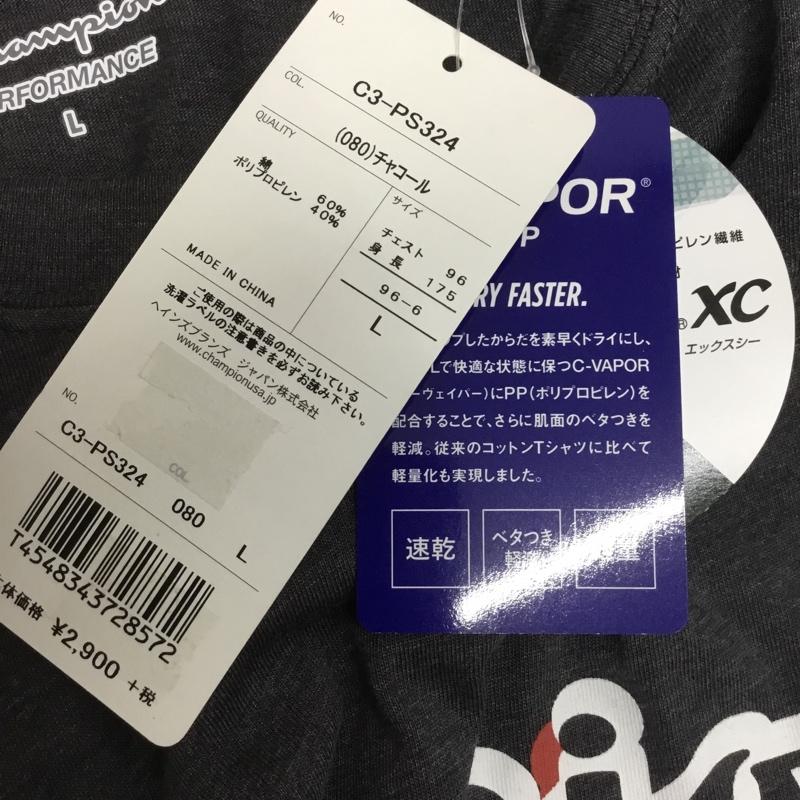 PERFORMANCE
L
NO.
C3-PS324
COL.
(080)チャコール
QUALITY
綿 60%
ポリプロピレン 40%
サイズ
チェスト 96
身長 175
96-6
L
MADE IN CHINA
ご使用の際は商品の中についている
洗濯ラベルの注意書きを必ずお読み下さい。
ヘインズブランズ ジャパン株式会社
www.championusa.jp
NO.
C3-PS324 080 L
COL.
T4548343728572
体価格 ¥2,900 +税
POR®
P
RY FASTER.
プしたからだを素早くドライにし、
して快適な状態に保つC-VAPOR
ーヴェイパー)にPP(ポリプロピレン)を
配合することで、さらに肌面のベタつきを
軽減。従来のコットンTシャツに比べて
軽量化も実現しました。
速乾
ベタつき
軽減
量
ピレン繊維
®XC
エックスシー